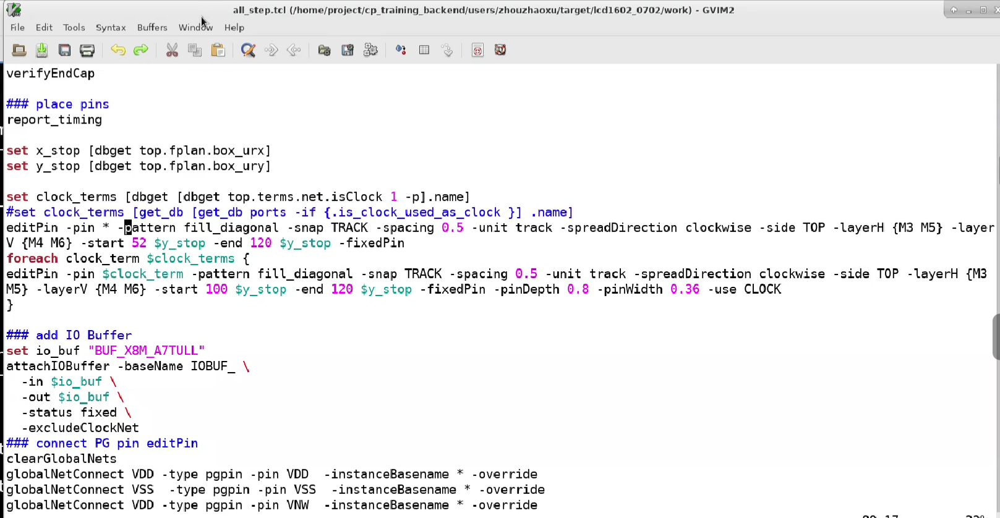 all_step.tcl (/home/project/cp_training_backend/users/zhouzhaoxu/target/lcd1602_0702/work) - GVIM2
File Edit Tools Syntax Buffers Window Help
verifyEndCap
### place pins
report_timing
set x_stop [dbget top.fplan.box_urx]
set y_stop [dbget top.fplan.box_ury]
set clock_terms [dbget [dbget top.terms.net.isClock 1 -p].name]
#set clock_terms [get_db [get_db ports -if {.is_clock_used_as_clock }] .name]
editPin -pin * -pattern fill_diagonal -snap TRACK -spacing 0.5 -unit track -spreadDirection clockwise -side TOP -layerH {M3 M5} -layer
V {M4 M6} -start 52 $y_stop -end 120 $y_stop -fixedPin
foreach clock_term $clock_terms {
editPin -pin $clock_term -pattern fill_diagonal -snap TRACK -spacing 0.5 -unit track -spreadDirection clockwise -side TOP -layerH {M3
M5} -layerV {M4 M6} -start 100 $y_stop -end 120 $y_stop -fixedPin -pinDepth 0.8 -pinWidth 0.36 -use CLOCK
}
### add IO Buffer
set io_buf "BUF_X8M_A7TULL"
attachIOBuffer -baseName IOBUF_ \
  -in $io_buf \
  -out $io_buf \
  -status fixed \
  -excludeClockNet
### connect PG pin editPin
clearGlobalNets
globalNetConnect VDD -type pgpin -pin VDD  -instanceBasename * -override
globalNetConnect VSS  -type pgpin -pin VSS  -instanceBasename * -override
globalNetConnect VDD -type pgpin -pin VNW  -instanceBasename * -override